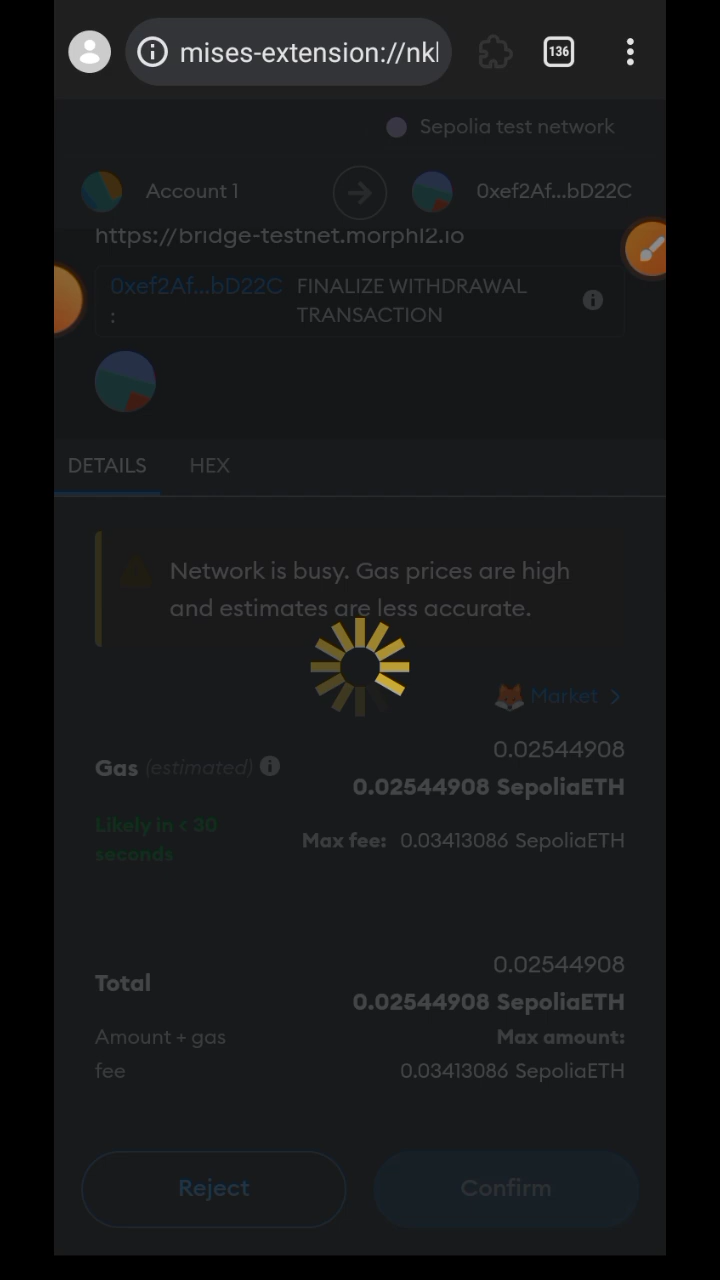 mises-extension://nkl
136
Sepolia test network
Account 1
0xef2Af...bD22C
https://bridge-testnet.morphl2.io
0xef2Af...bD22C
:
FINALIZE WITHDRAWAL
TRANSACTION
DETAILS
HEX
Network is busy. Gas prices are high
and estimates are less accurate.
Market
0.02544908
Gas (estimated)
0.02544908 SepoliaETH
Likely in < 30
seconds
Max fee: 0.03413086 SepoliaETH
0.02544908
Total
0.02544908 SepoliaETH
Amount + gas
fee
Max amount:
0.03413086 SepoliaETH
Reject
Confirm